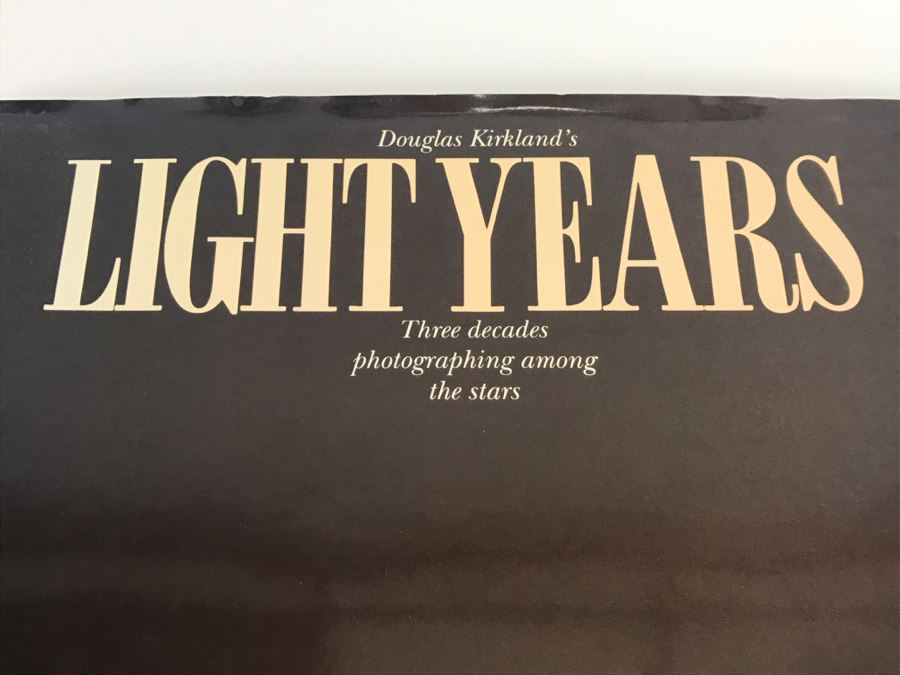 Douglas Kirkland's
LIGHT YEARS
Three decades
photographing among
the stars